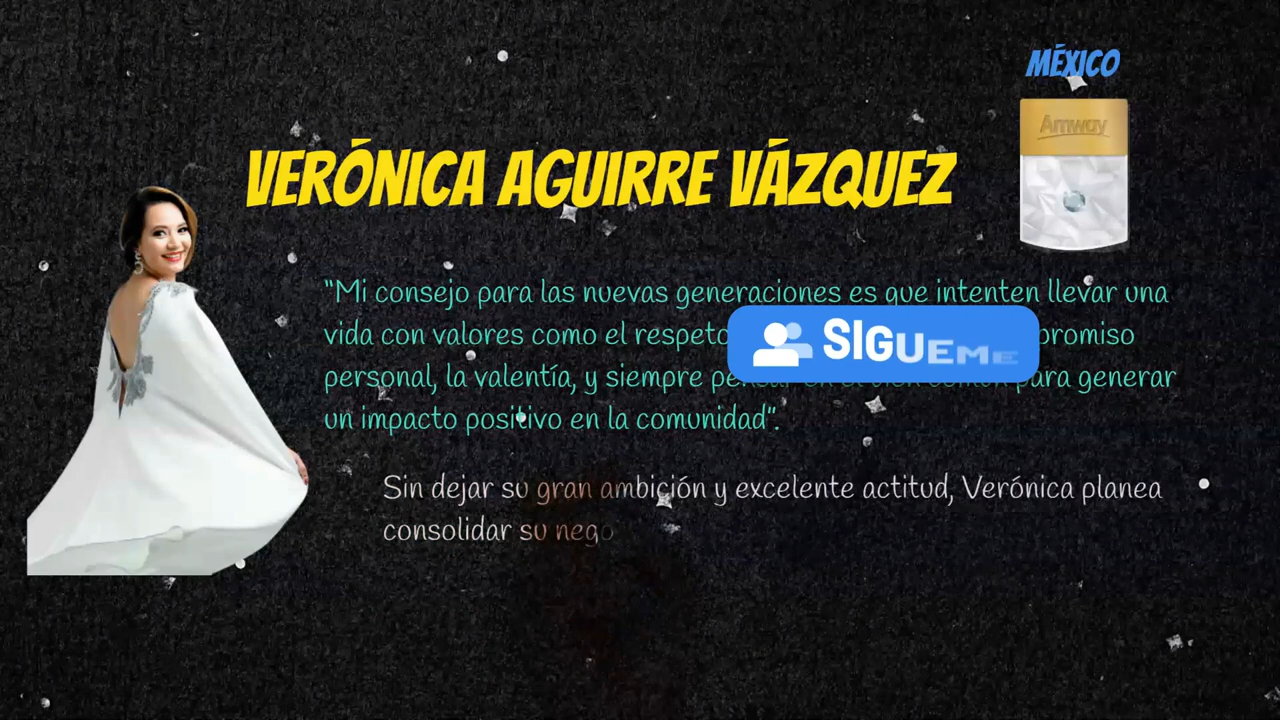 MÉXICO
Amway
VERÓNICA AGUIRRE VÁZQUEZ
“Mi consejo para las nuevas generaciones es que intenten llevar una
vida con valores como el respeto
SIGUEME
personal, la valentía, y siempre para generar
un impacto positivo en la comunidad”.
Sin dejar su gran ambición y excelente actitud, Verónica planea
consolidar su nego